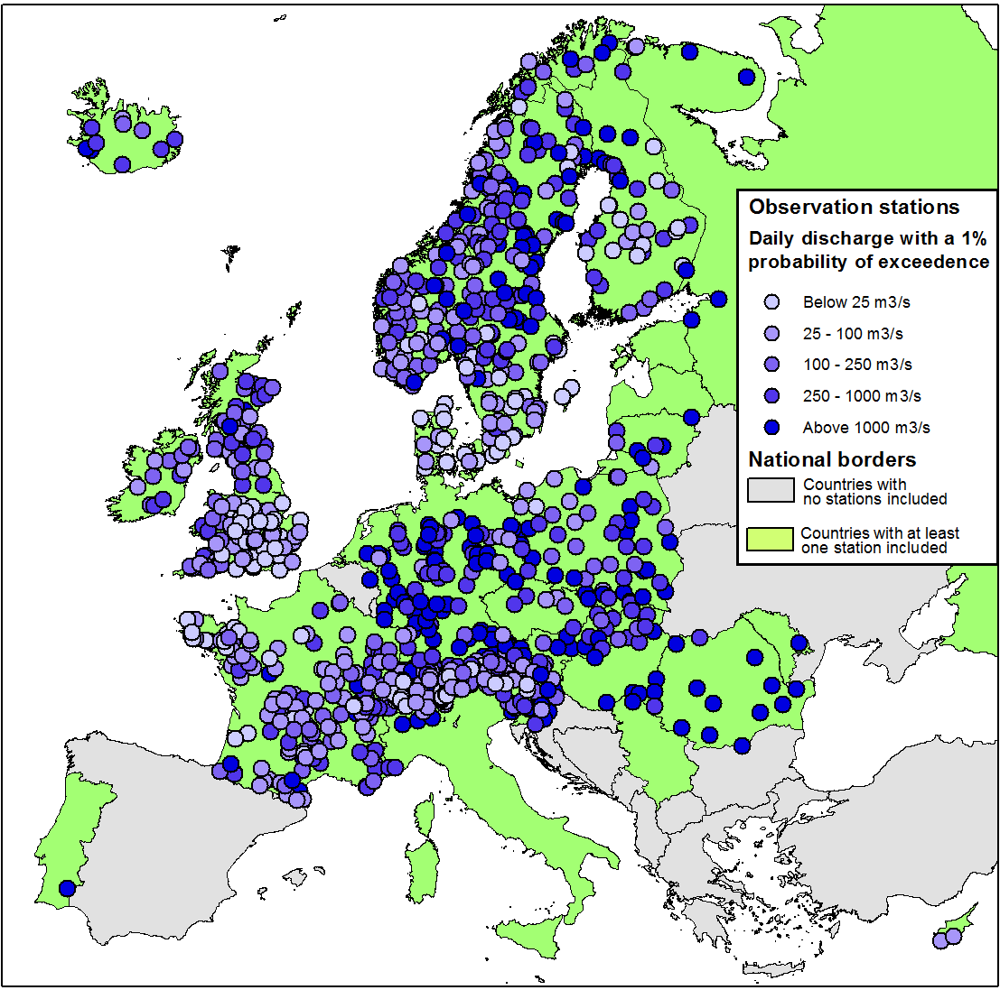 Observation stations
Daily discharge with a 1%
probability of exceedence
Below 25 m3/s
25 - 100 m3/s
100 - 250 m3/s
250 - 1000 m3/s
Above 1000 m3/s
National borders
Countries with
no stations included
Countries with at least
one station included